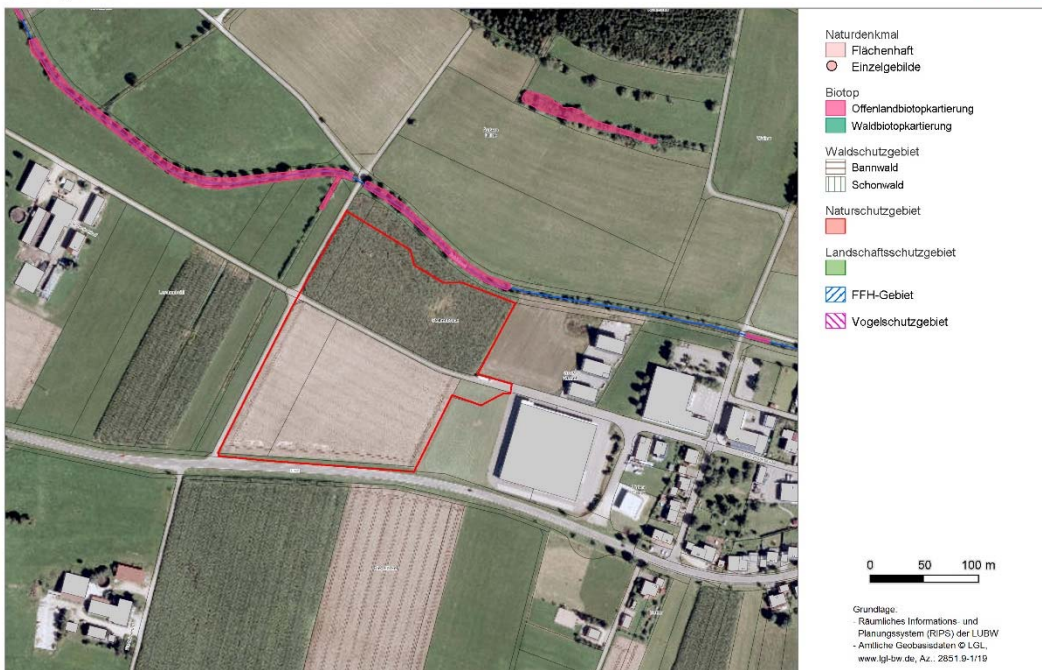 Naturdenkmal
Flächenhaft
Einzelgebilde
Biotop
Offenlandbiotopkartierung
Waldbiotopkartierung
Waldschutzgebiet
Bannwald
Schonwald
Naturschutzgebiet
Landschaftsschutzgebiet
FFH-Gebiet
Vogelschutzgebiet
0 50 100 m
Grundlage:
- Räumliches Informations- und
Planungssystem (RIPS) der LUBW
- Amtliche Geobasisdaten © LGL,
www.lgl-bw.de, Az.: 2851.9-1/19